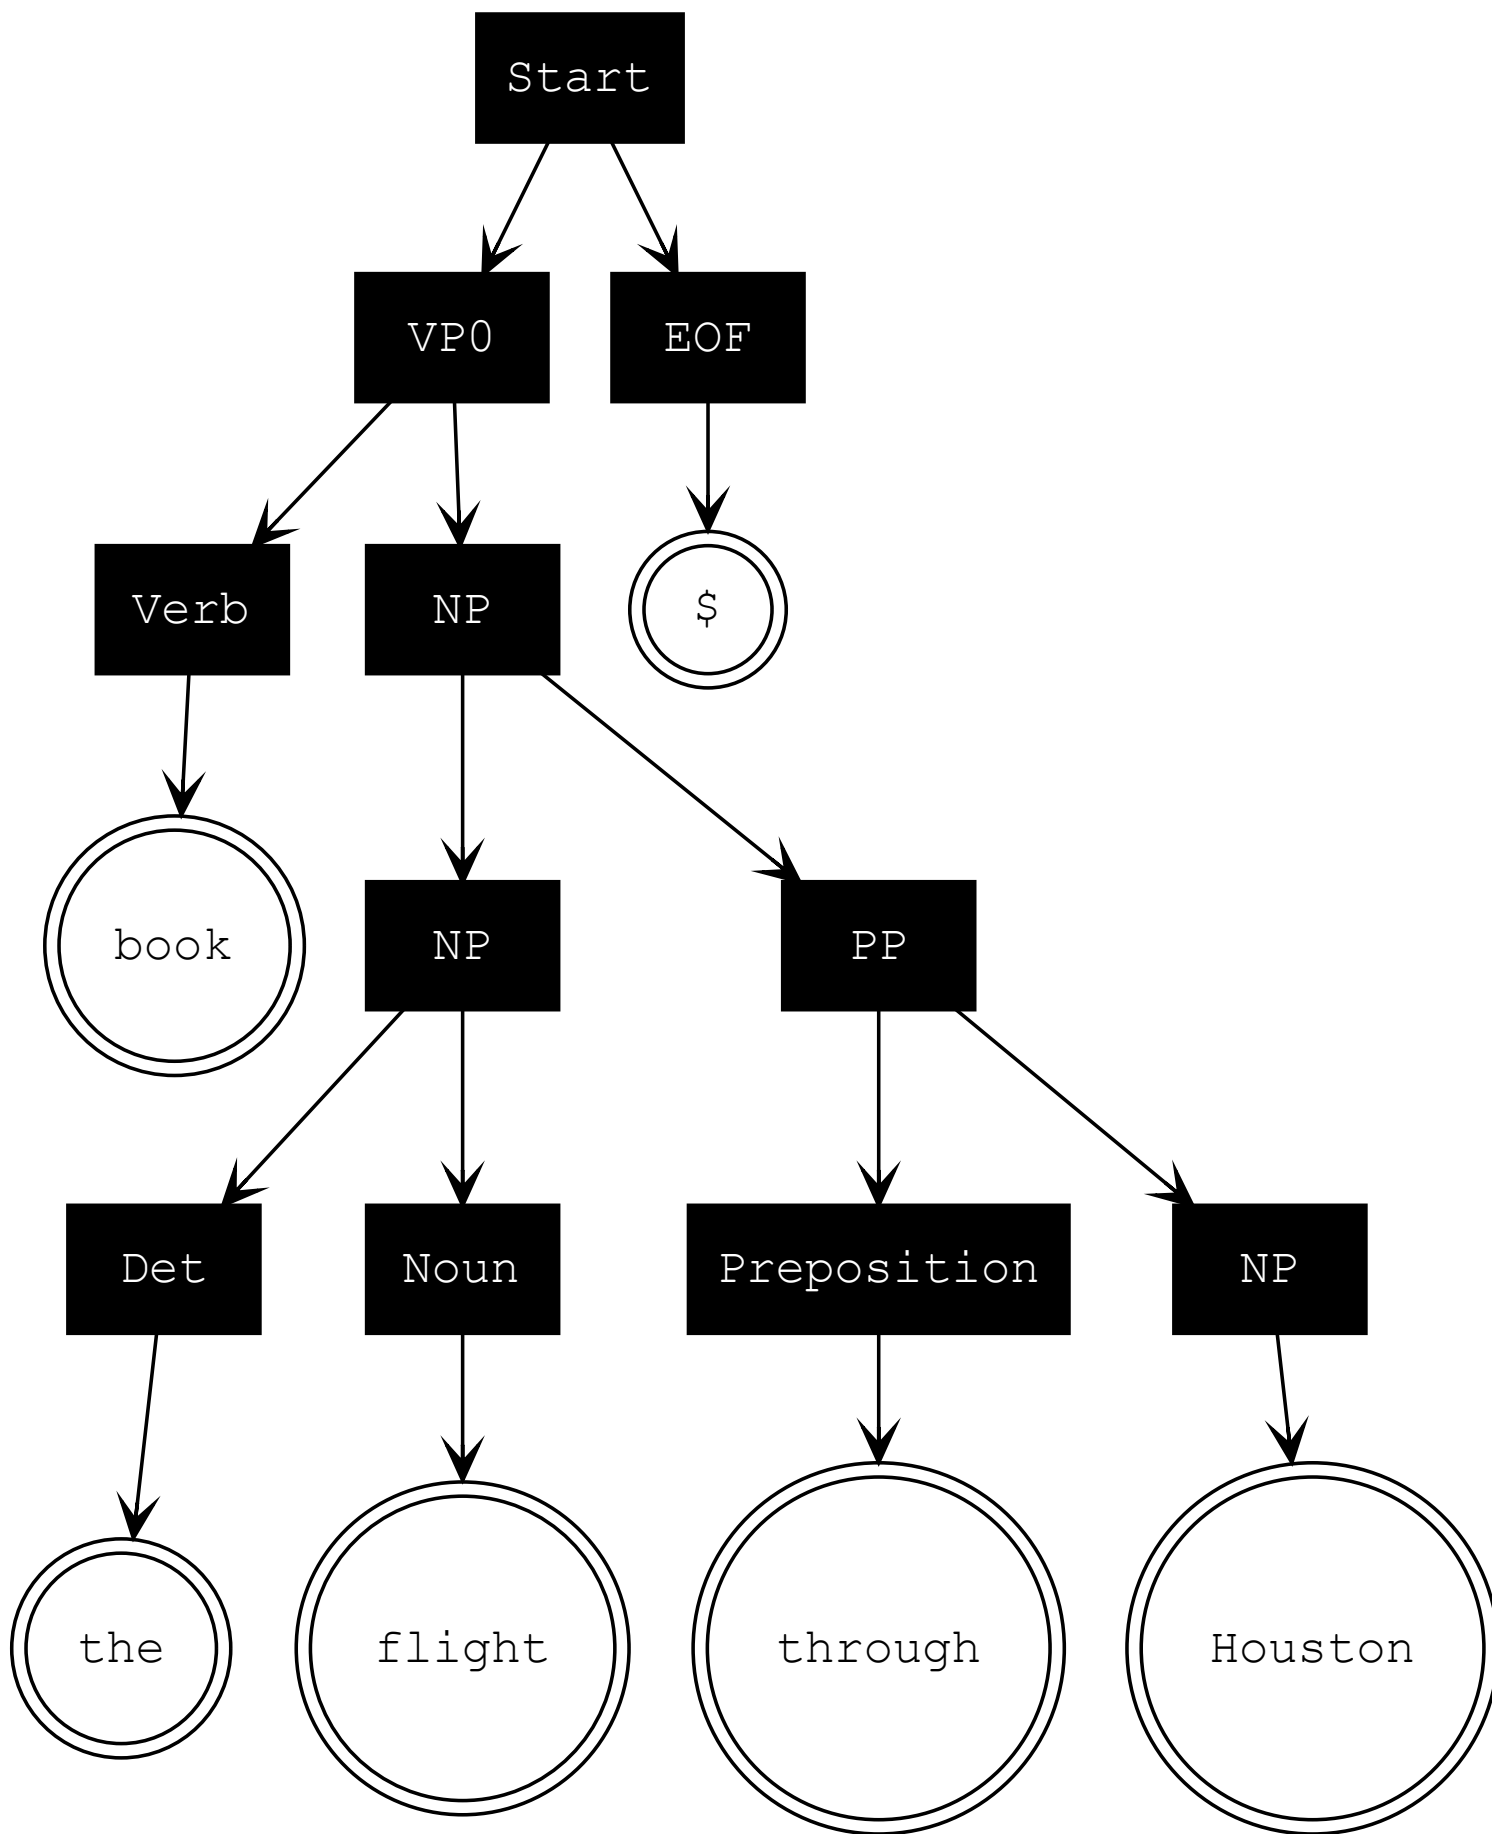 Start
VP0 EOF
Verb NP $
book NP PP
Det Noun Preposition NP
the flight through Houston